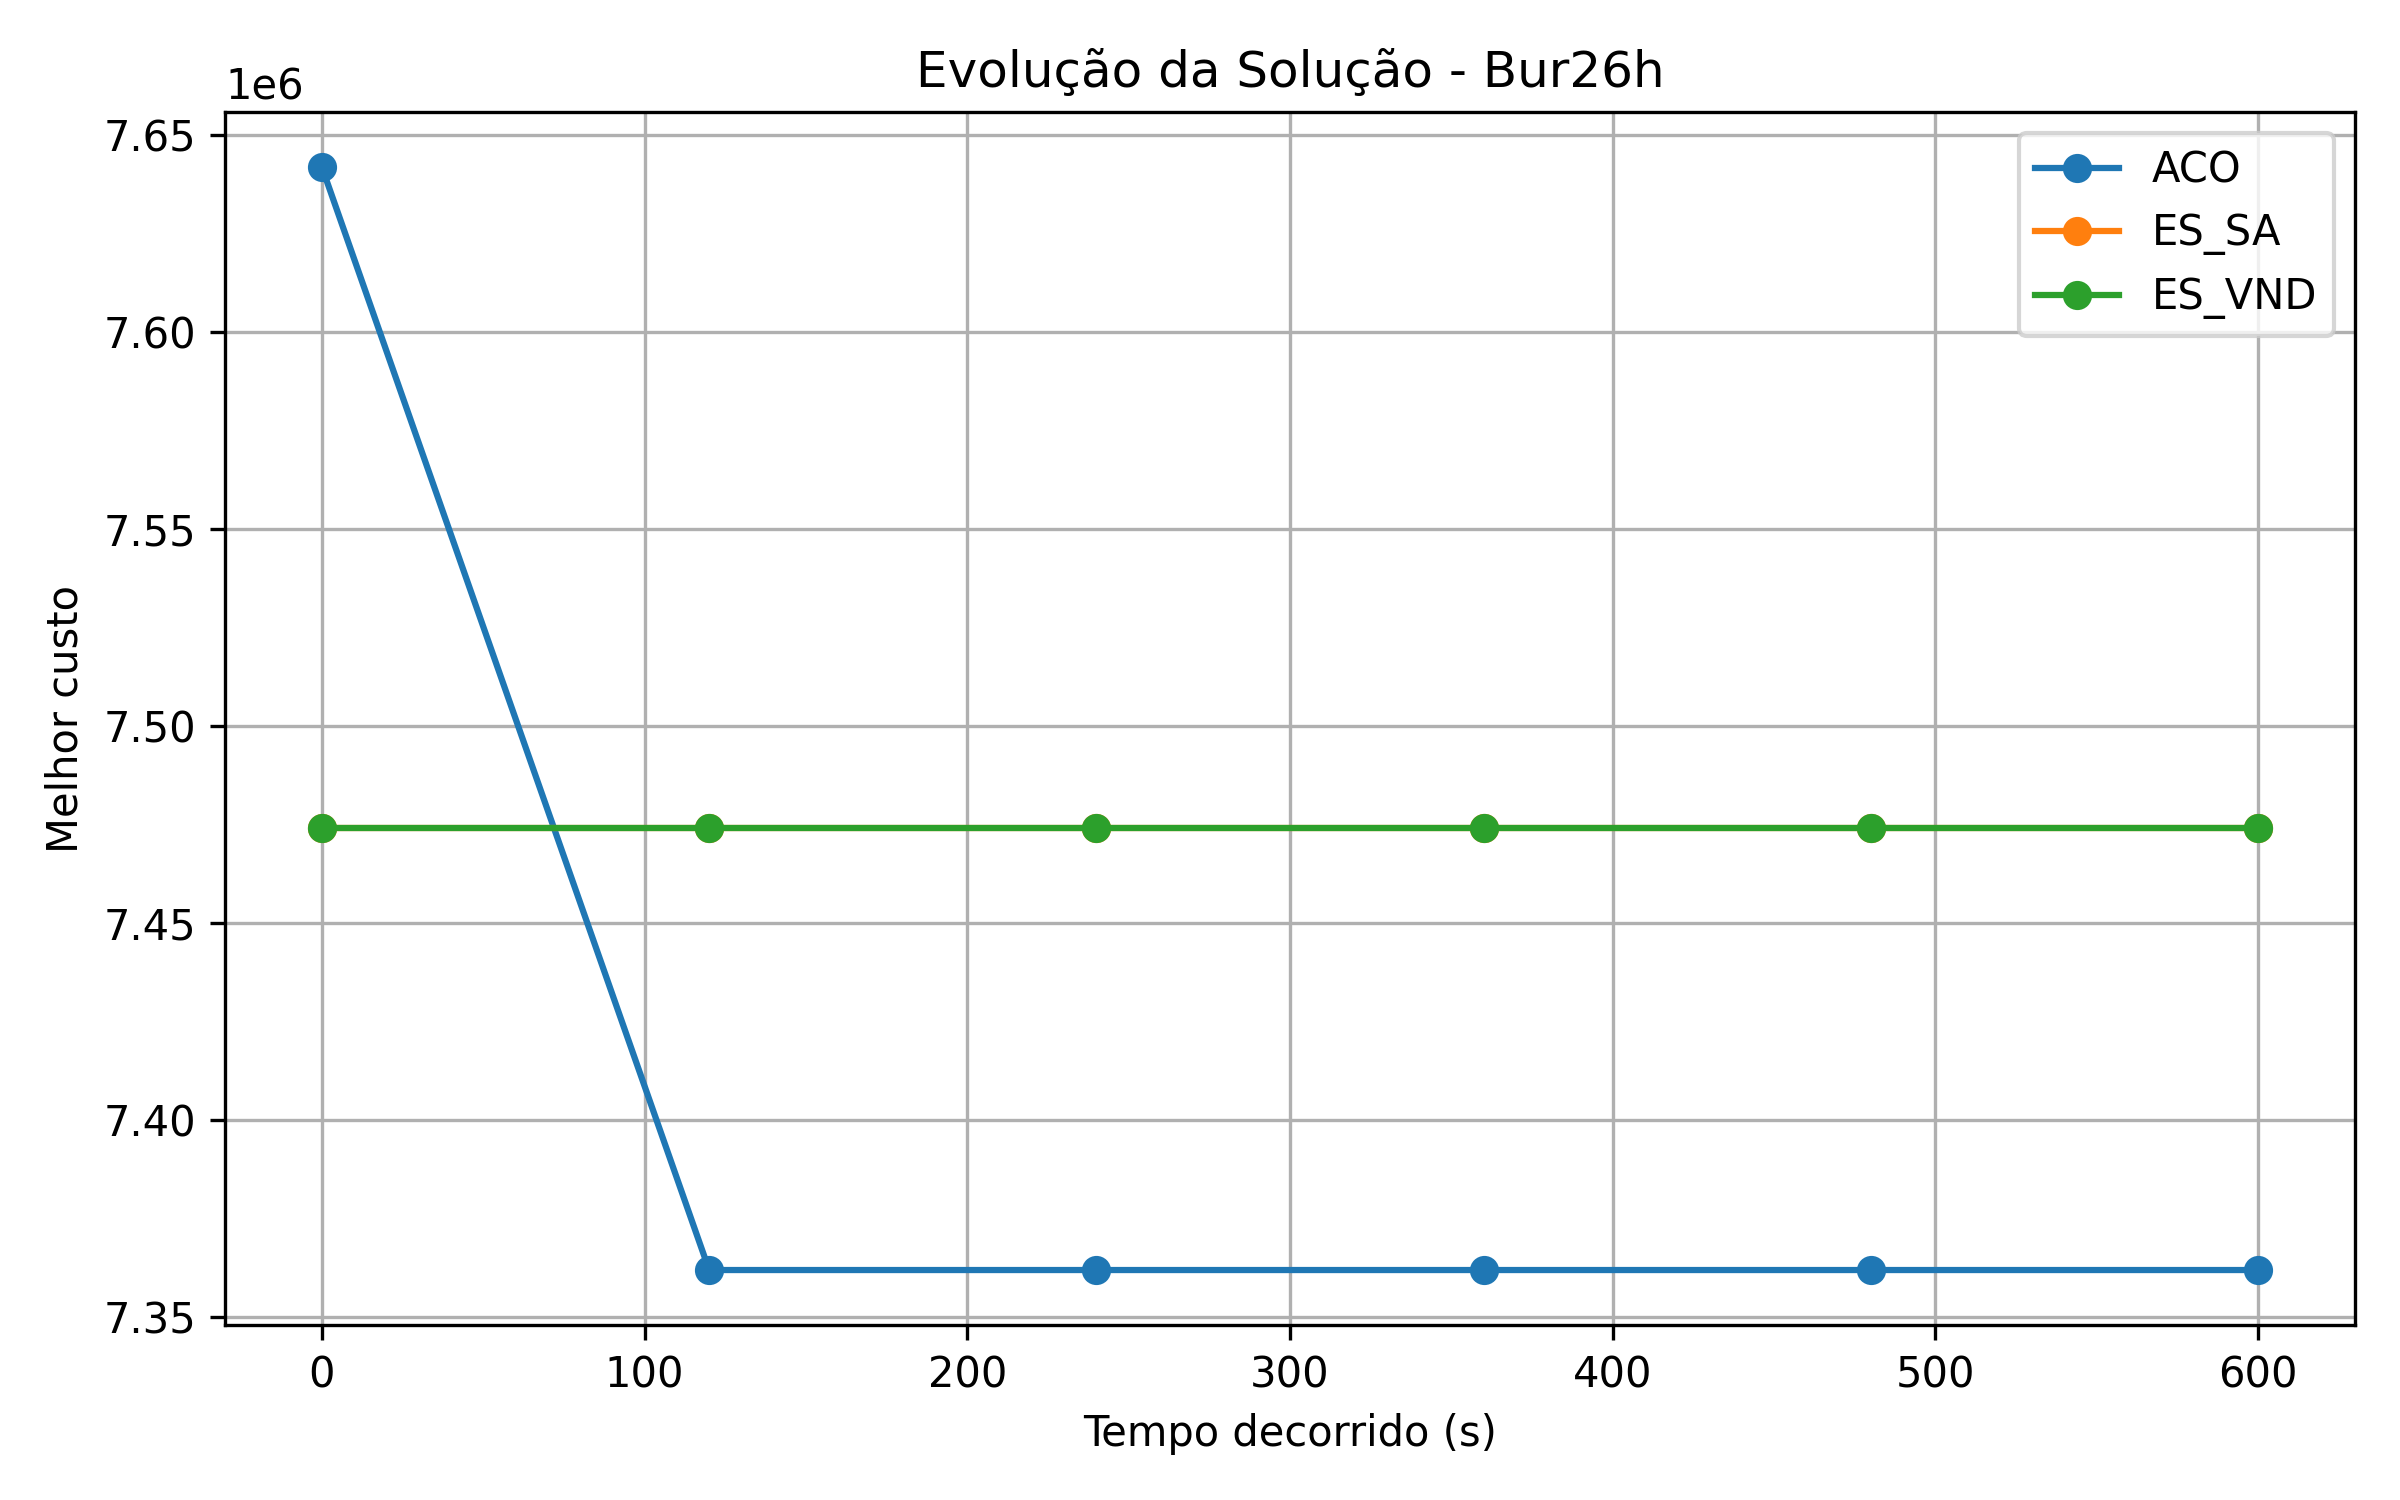 Evolução da Solução - Bur26h
1e6
7.65
7.60
7.55
7.50
7.45
7.40
7.35
Melhor custo
ACO
ES_SA
ES_VND
0 100 200 300 400 500 600
Tempo decorrido (s)